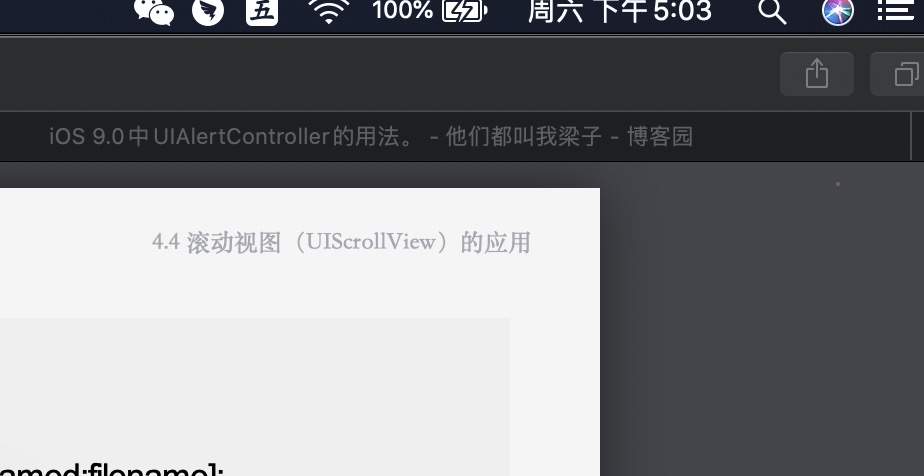 五 100% 周六 下午5:03
iOS 9.0中UIAlertController的用法。 - 他们都叫我梁子 - 博客园
4.4 滚动视图（UIScrollView）的应用
amed:filename];